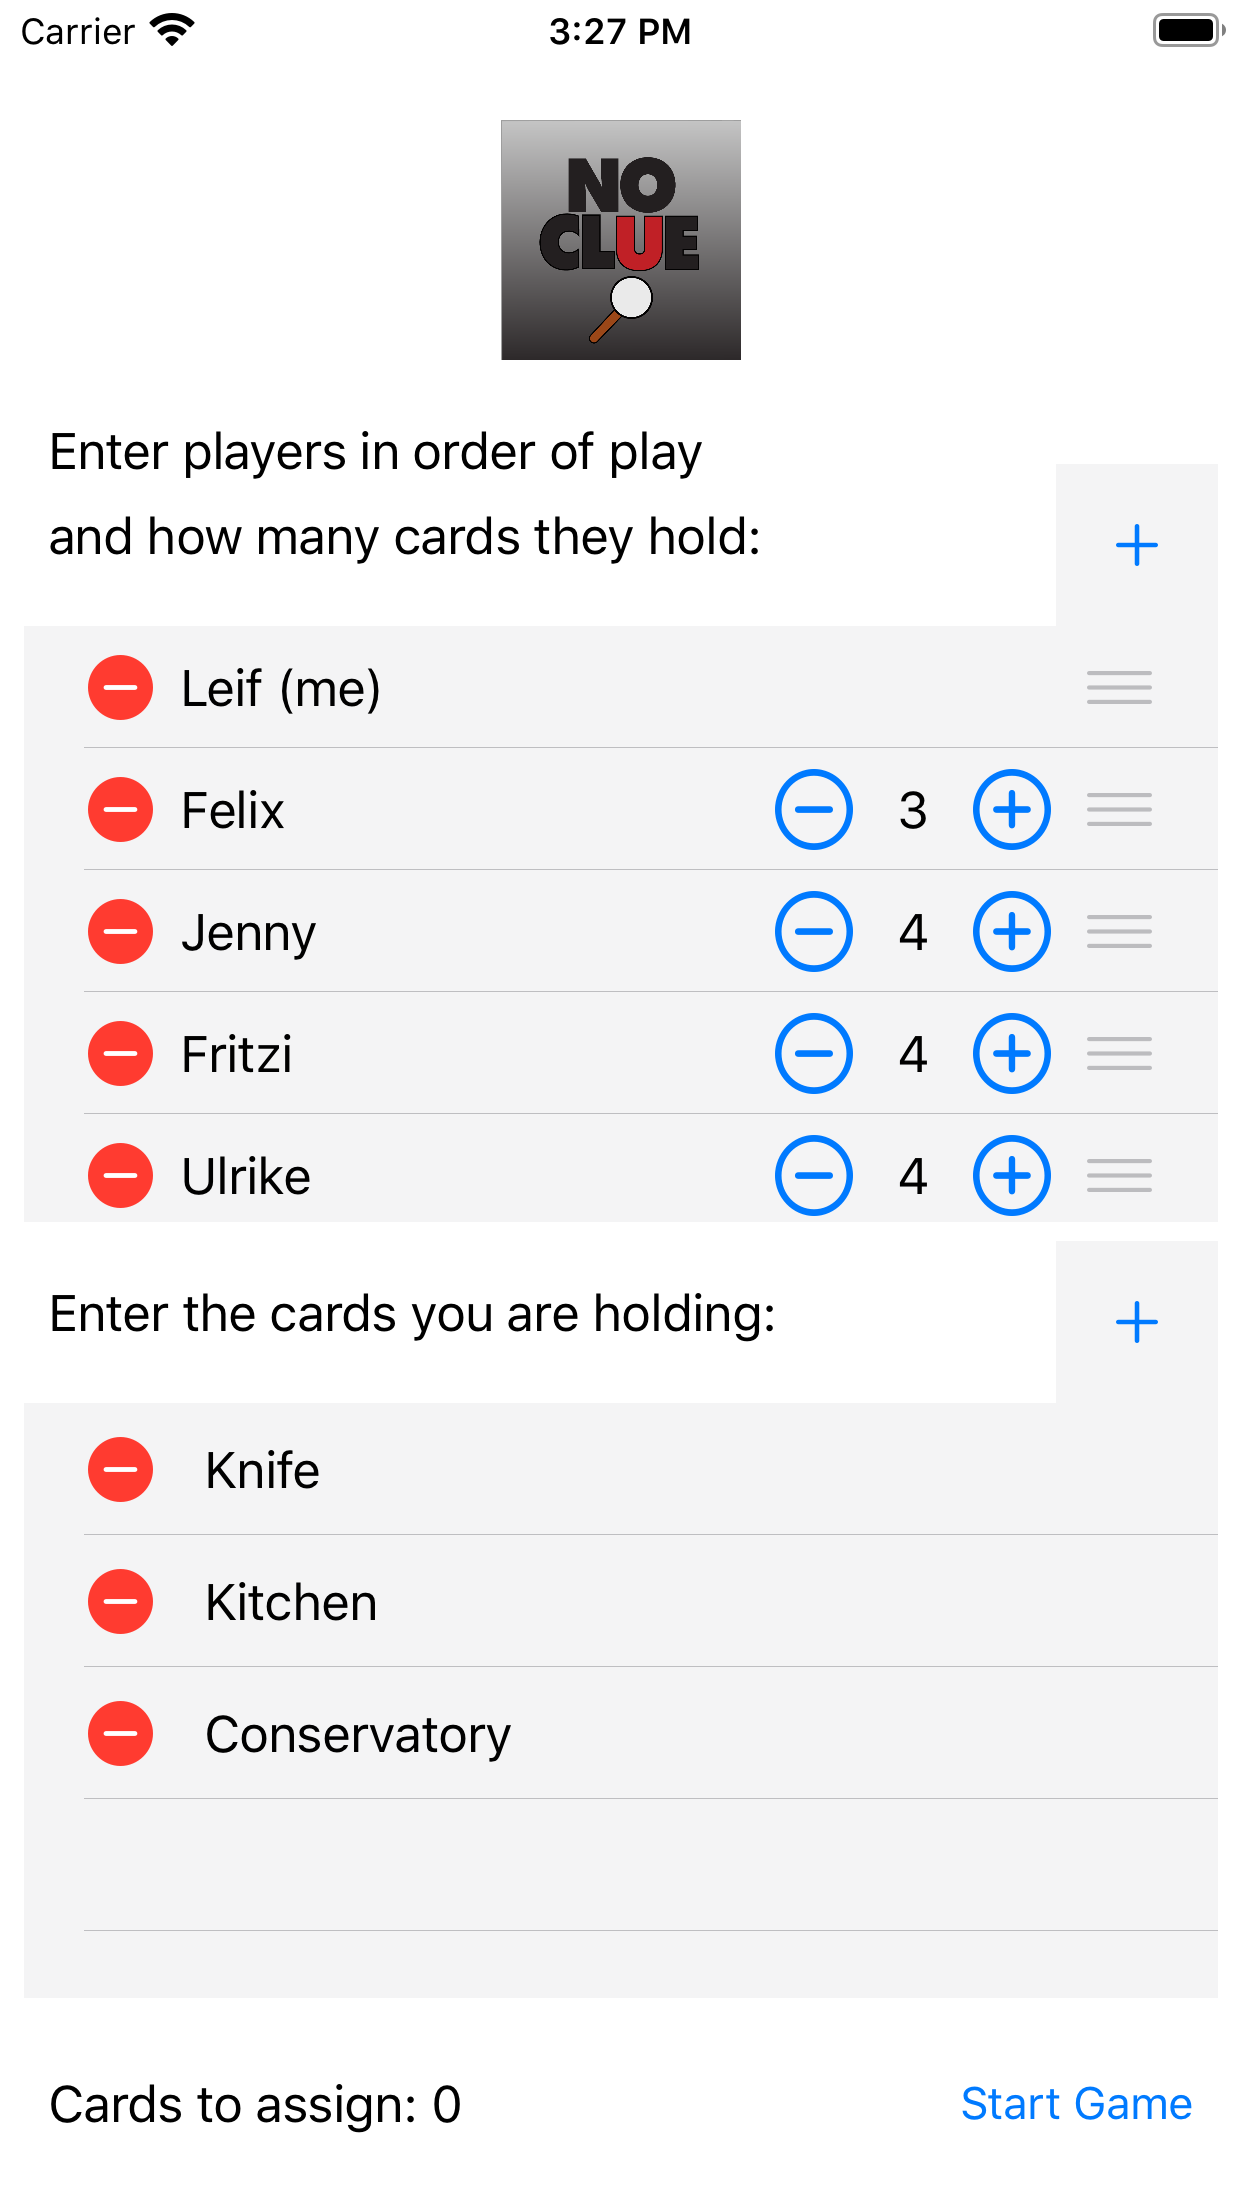 Carrier 3:27 PM
NO
CLUE
Enter players in order of play
and how many cards they hold:
Leif (me)
Felix 3
Jenny 4
Fritzi 4
Ulrike 4
Enter the cards you are holding:
Knife
Kitchen
Conservatory
Cards to assign: 0 Start Game